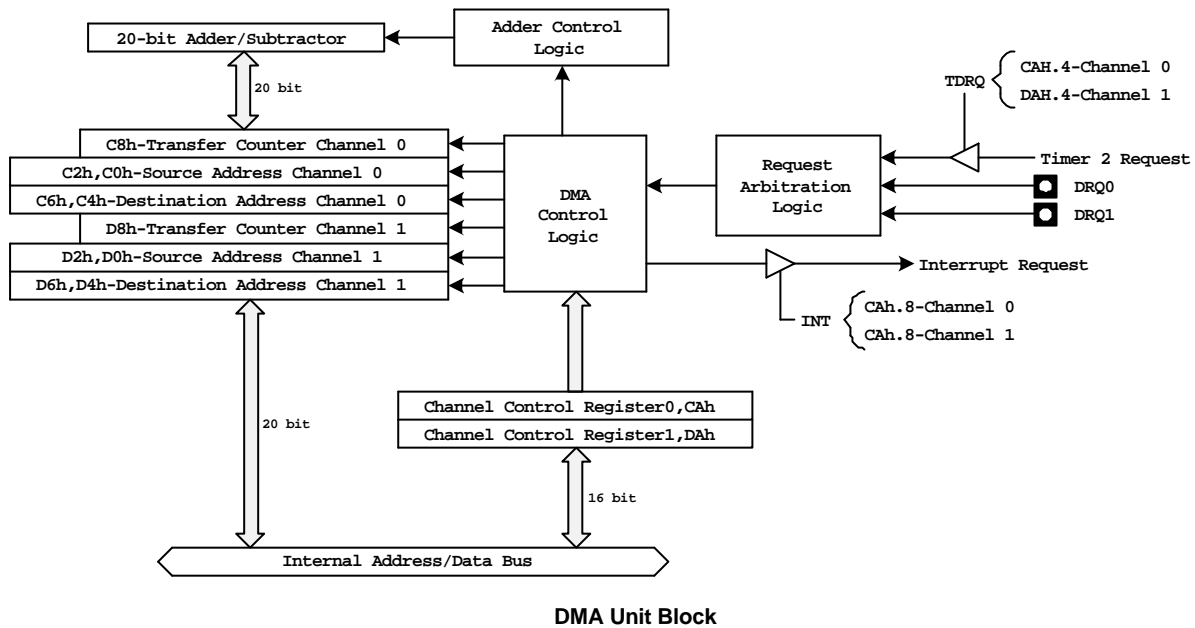 20-bit Adder/Subtractor
Adder Control
Logic
20 bit
TDRQ
CAH.4-Channel 0
DAH.4-Channel 1
C8h-Transfer Counter Channel 0
C2h,C0h-Source Address Channel 0
C6h,C4h-Destination Address Channel 0
D8h-Transfer Counter Channel 1
D2h,D0h-Source Address Channel 1
D6h,D4h-Destination Address Channel 1
DMA
Control
Logic
Request
Arbitration
Logic
Timer 2 Request
DRQ0
DRQ1
Interrupt Request
INT
CAh.8-Channel 0
CAh.8-Channel 1
Channel Control Register0,CAh
Channel Control Register1,DAh
20 bit
16 bit
Internal Address/Data Bus
DMA Unit Block